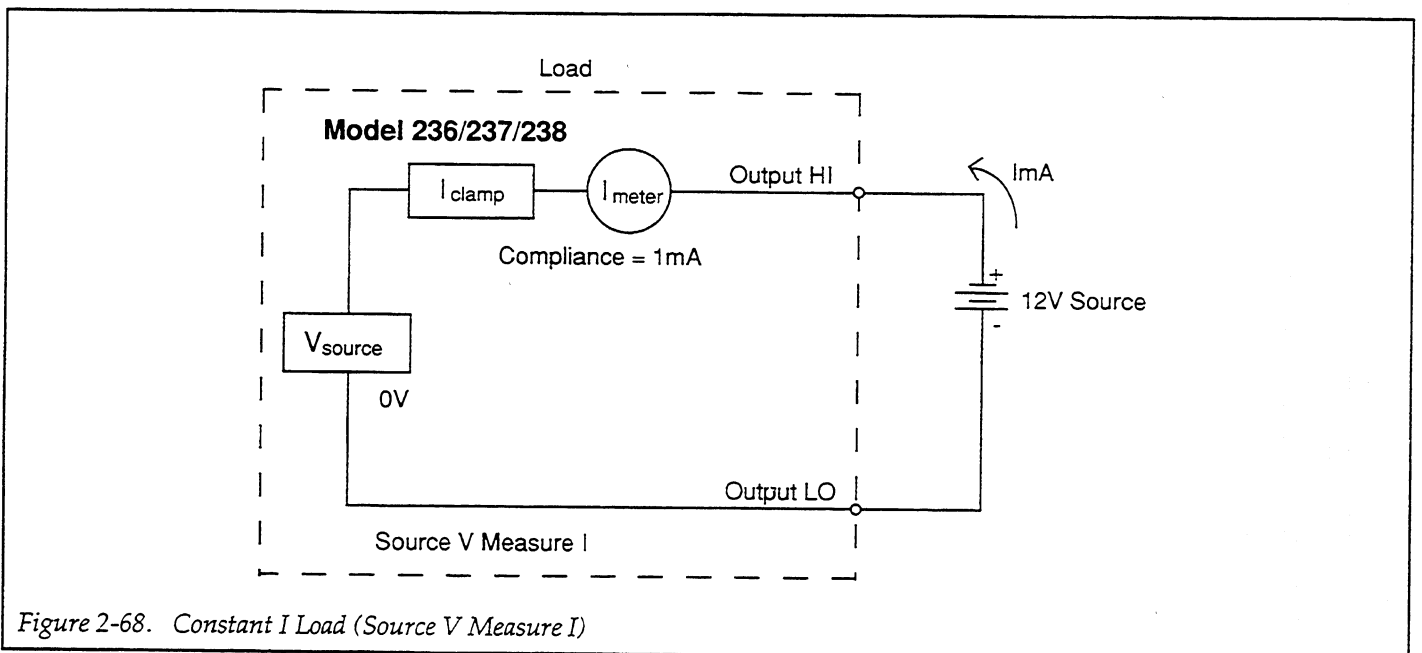 Load
Model 236/237/238
I clamp
I meter
Output HI
ImA
Compliance = 1mA
+
12V Source
-
Vsource
0V
Output LO
Source V Measure I
Figure 2-68. Constant I Load (Source V Measure I)